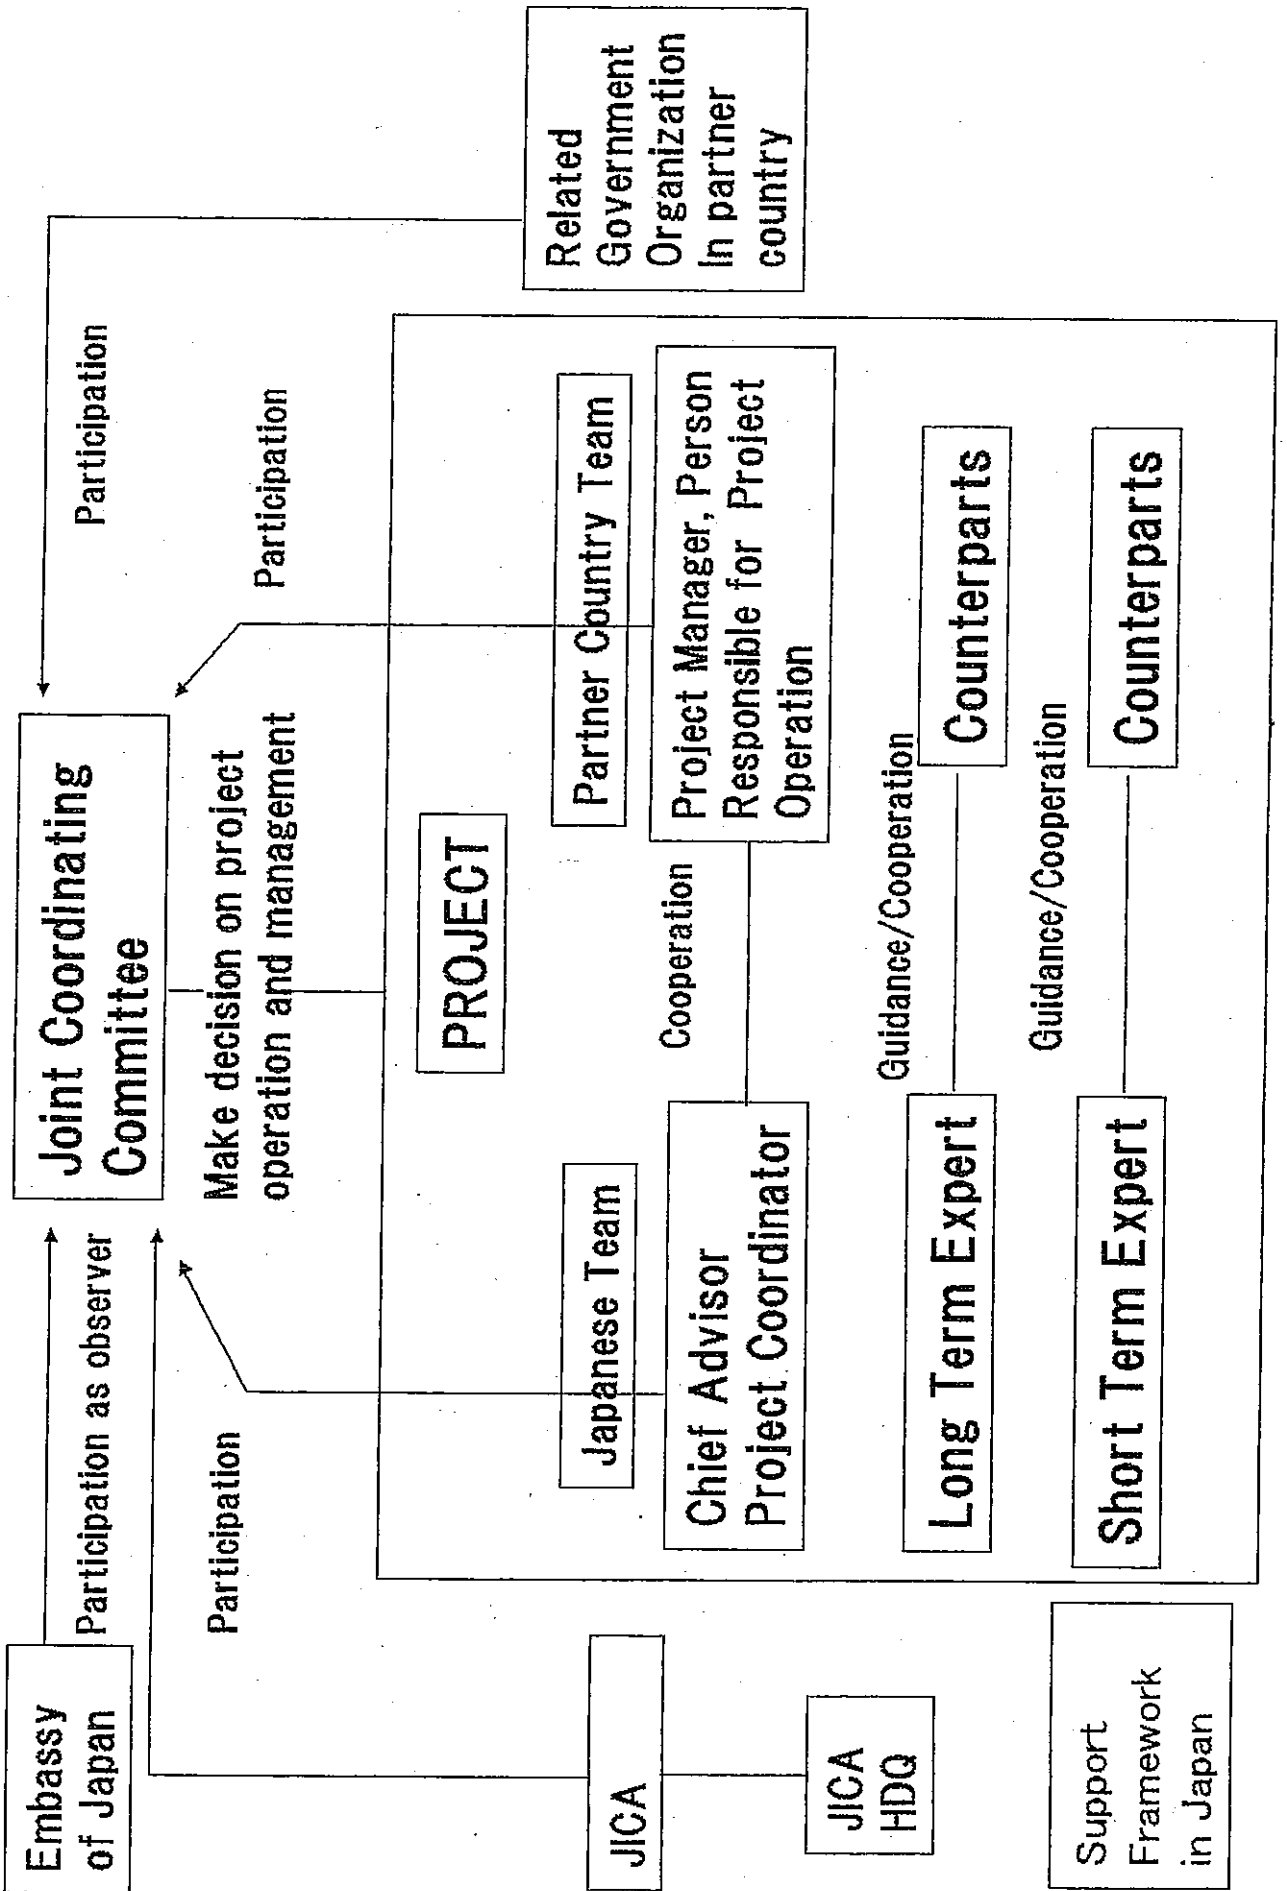 Embassy
of Japan
Participation as observer
Participation
Joint Coordinating
Committee
Make decision on project
operation and management
Participation
Participation
Related
Government
Organization
In partner
country
PROJECT
Japanese Team
Partner Country Team
Chief Advisor
Project Coordinator
Cooperation
Project Manager, Person
Responsible for Project
Operation
Long Term Expert
Guidance/Cooperation
Counterparts
Short Term Expert
Guidance/Cooperation
Counterparts
JICA
JICA
HDQ
Support
Framework
in Japan